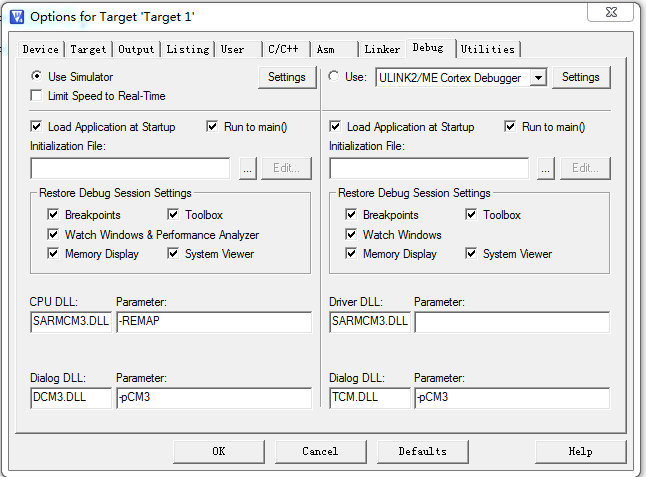 Options for Target 'Target 1'
Device Target Output Listing User C/C++ Asm Linker Debug Utilities
Use Simulator Settings Use: ULINK2/ME Cortex Debugger Settings
Limit Speed to Real-Time
Load Application at Startup Run to main() Load Application at Startup Run to main()
Initialization File: Initialization File:
... Edit... ... Edit...
Restore Debug Session Settings Restore Debug Session Settings
Breakpoints Toolbox Breakpoints Toolbox
Watch Windows & Performance Analyzer Watch Windows
Memory Display System Viewer Memory Display System Viewer
CPU DLL: Parameter: Driver DLL: Parameter:
SARMCM3.DLL -REMAP SARMCM3.DLL
Dialog DLL: Parameter: Dialog DLL: Parameter:
DCM3.DLL -pCM3 TCM.DLL -pCM3
OK Cancel Defaults Help